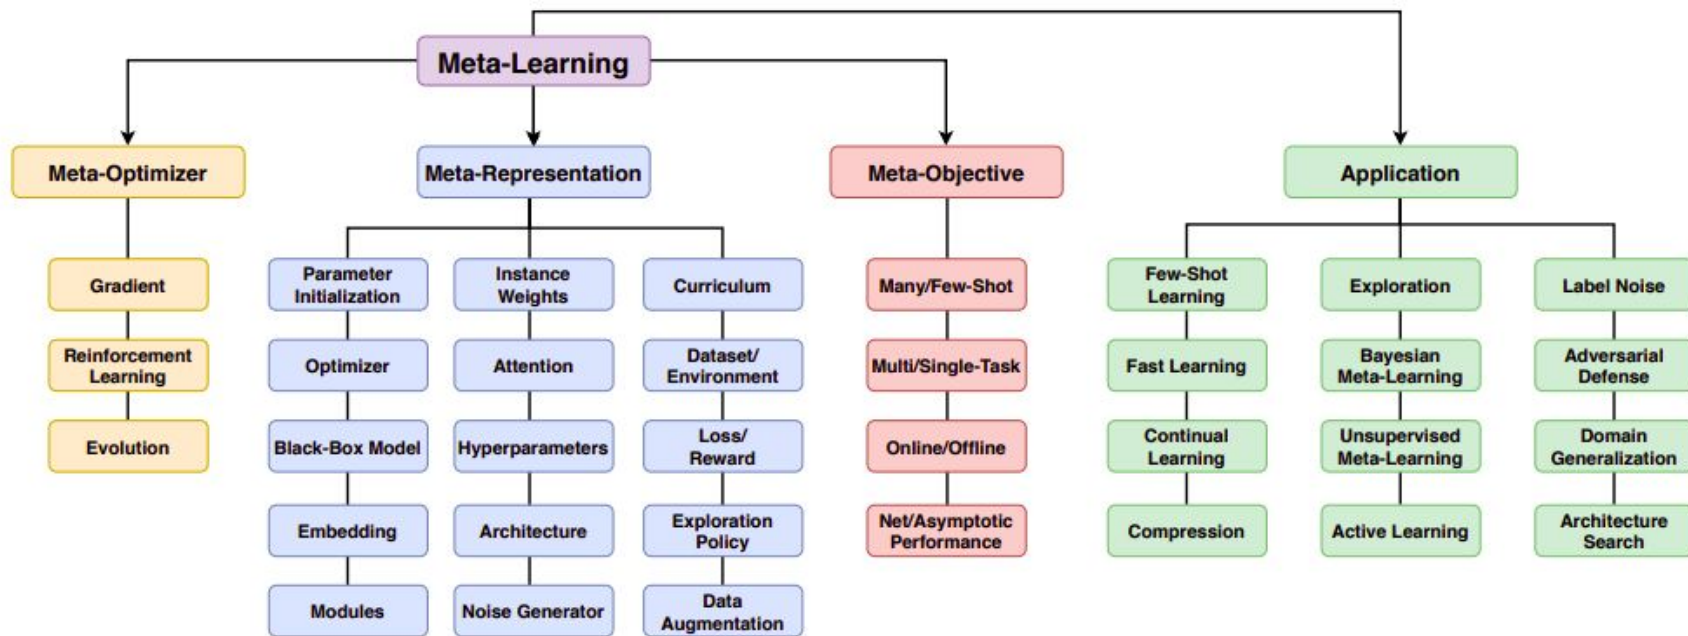 Meta-Learning
Meta-Optimizer
Meta-Representation
Meta-Objective
Application
Gradient
Reinforcement
Learning
Evolution
Parameter
Initialization
Optimizer
Black-Box Model
Embedding
Modules
Instance
Weights
Attention
Hyperparameters
Architecture
Noise Generator
Curriculum
Dataset/
Environment
Loss/
Reward
Exploration
Policy
Data
Augmentation
Many/Few-Shot
Multi/Single-Task
Online/Offline
Net/Asymptotic
Performance
Few-Shot
Learning
Fast Learning
Continual
Learning
Compression
Exploration
Bayesian
Meta-Learning
Unsupervised
Meta-Learning
Active Learning
Label Noise
Adversarial
Defense
Domain
Generalization
Architecture
Search